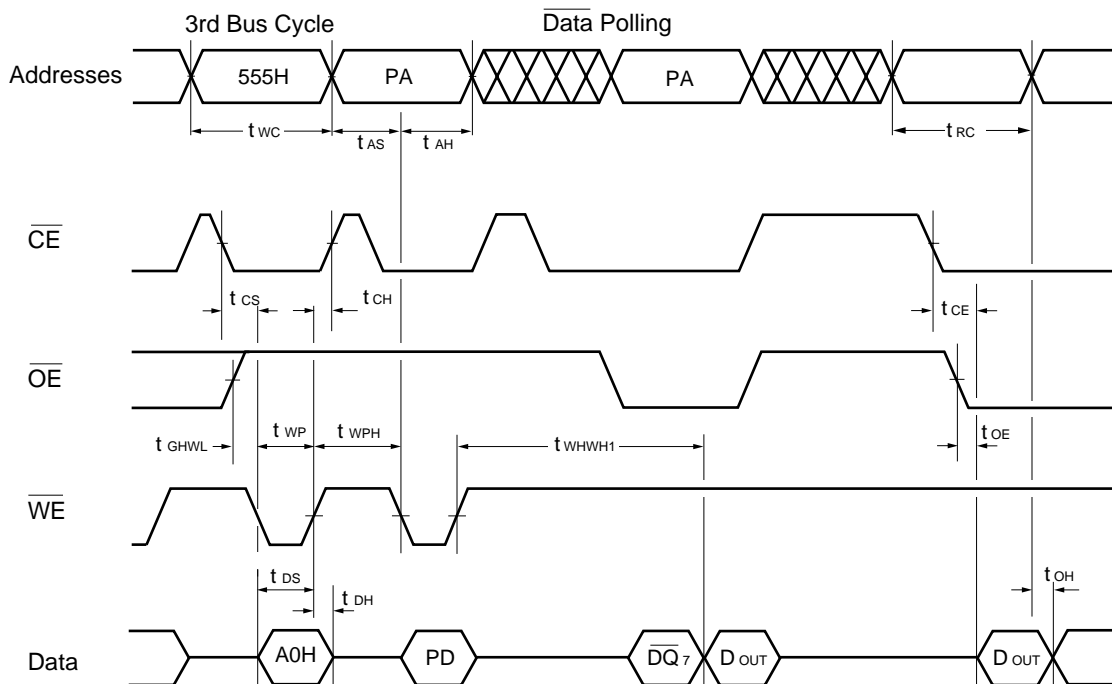 3rd Bus Cycle
Data Polling
Addresses
555H
PA
PA
t WC
t AS
t AH
t RC
CE
t CS
t CH
t CE
OE
t GHWL
t WP
t WPH
t WHWH1
t OE
WE
t DS
t DH
t OH
Data
A0H
PD
DQ 7
D OUT
D OUT